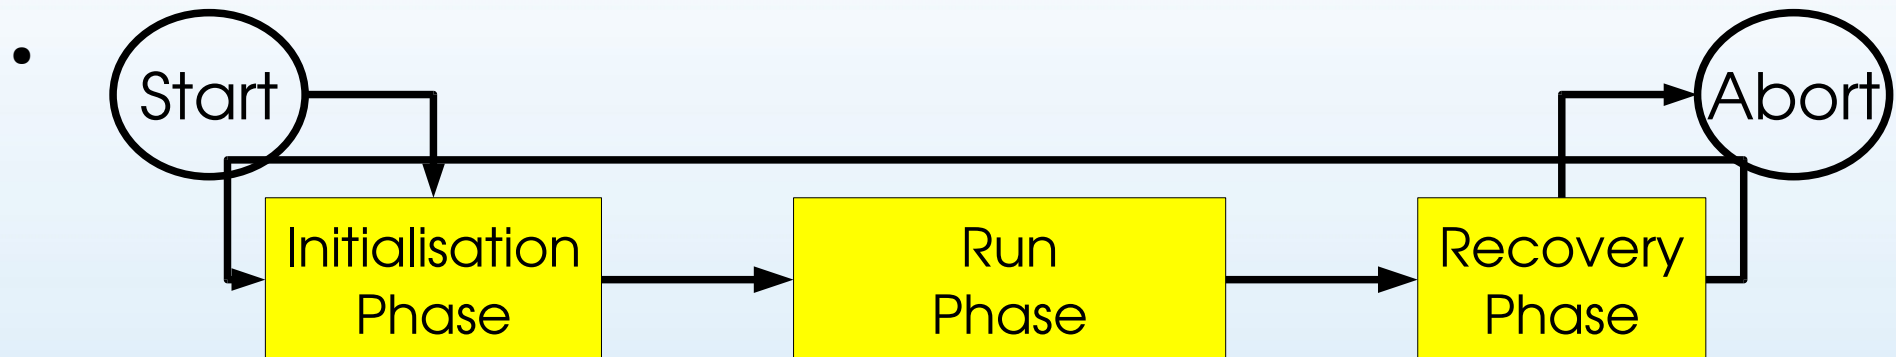 •
Start
Abort
Initialisation
Phase
Run
Phase
Recovery
Phase